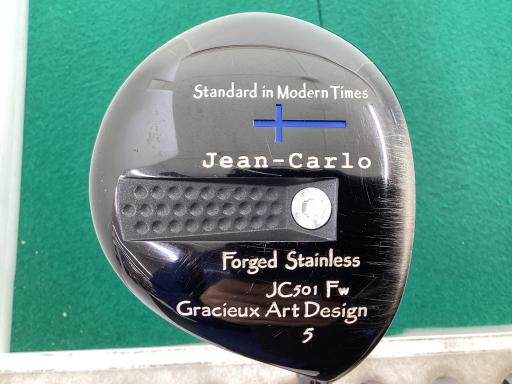 Standard in Modern Times
Jean-Carlo
Forged Stainless
JC501 Fw
Gracieux Art Design
5